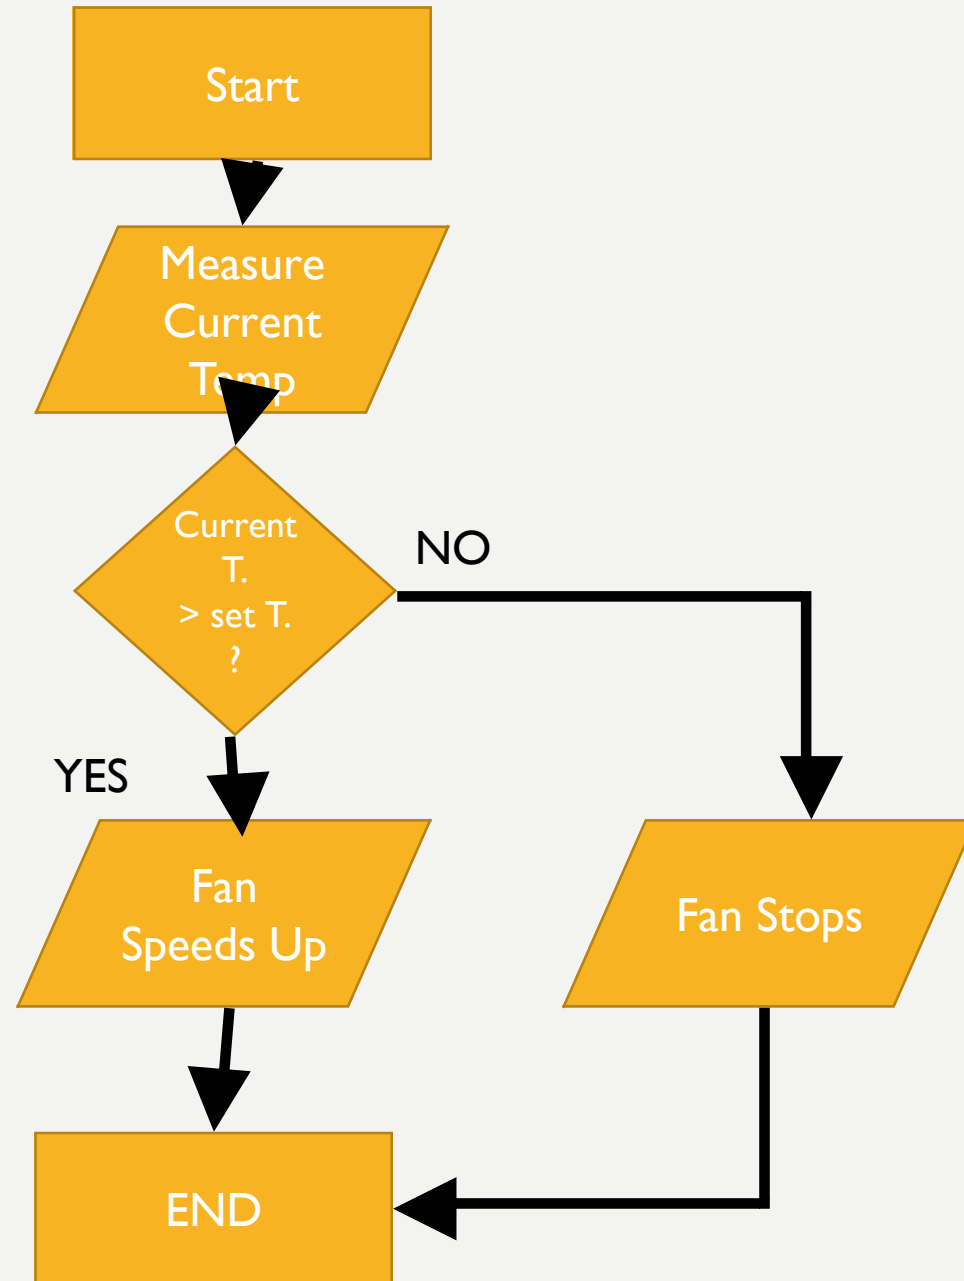 Start
Measure
Current
Temp
Current
T.
> set T.
?
NO
YES
Fan
Speeds Up
Fan Stops
END